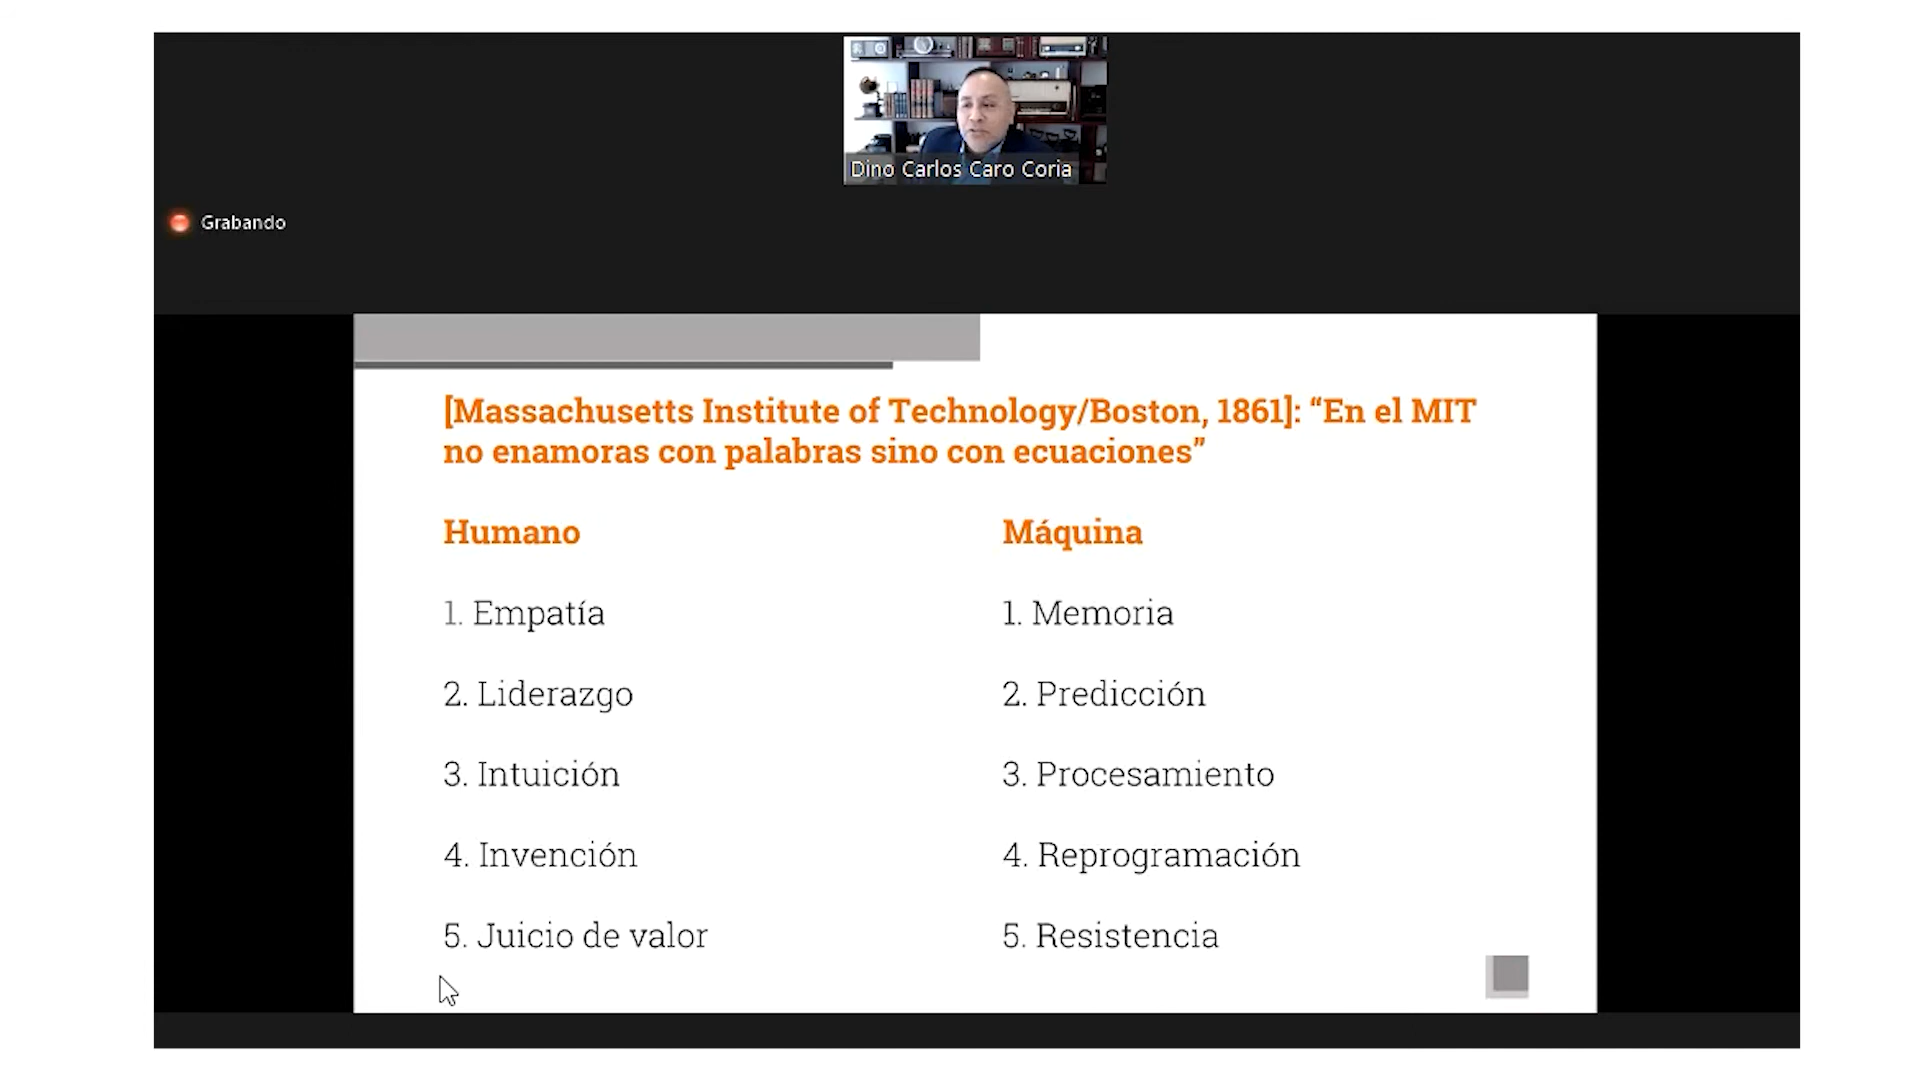 Dino Carlos Caro Coria
Grabando
[Massachusetts Institute of Technology/Boston, 1861]: “En el MIT
no enamoras con palabras sino con ecuaciones”
Humano
1. Empatía
2. Liderazgo
3. Intuición
4. Invención
5. Juicio de valor
Máquina
1. Memoria
2. Predicción
3. Procesamiento
4. Reprogramación
5. Resistencia